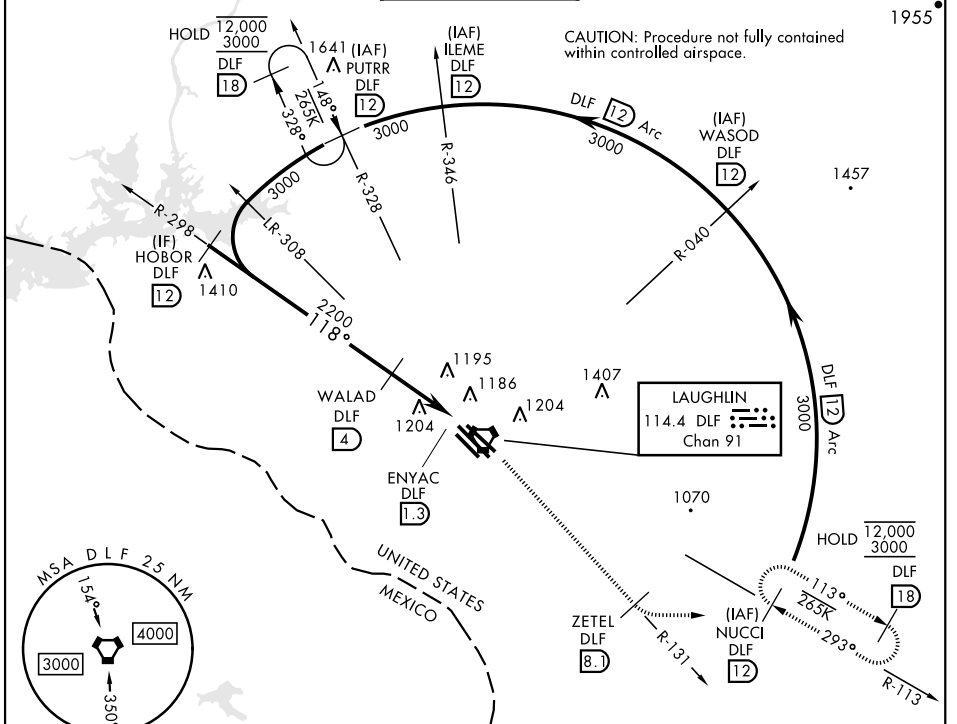 1955
HOLD 12,000
3000
DLF
18
1641
(IAF)
PUTRR
DLF
12
(IAF)
ILEME
DLF
12
CAUTION: Procedure not fully contained
within controlled airspace.
148°
265K
328°
3000
DLF 12 Arc
3000
(IAF)
WASOD
DLF
12
1457
3000
R-346
R-328
R-040
R-298
LR-308
(IF)
HOBOR
DLF
12
1410
2200
118°
WALAD
DLF
4
1195
1186
1204
1204
1407
LAUGHLIN
114.4 DLF
Chan 91
DLF 12 Arc
3000
ENYAC
DLF
1.3
1070
HOLD 12,000
3000
DLF
18
113°
265K
293°
(IAF)
NUCCI
DLF
12
R-113
ZETEL
DLF
8.1
R-131
UNITED STATES
MEXICO
MSA DLF 25 NM
154°
4000
3000
350°